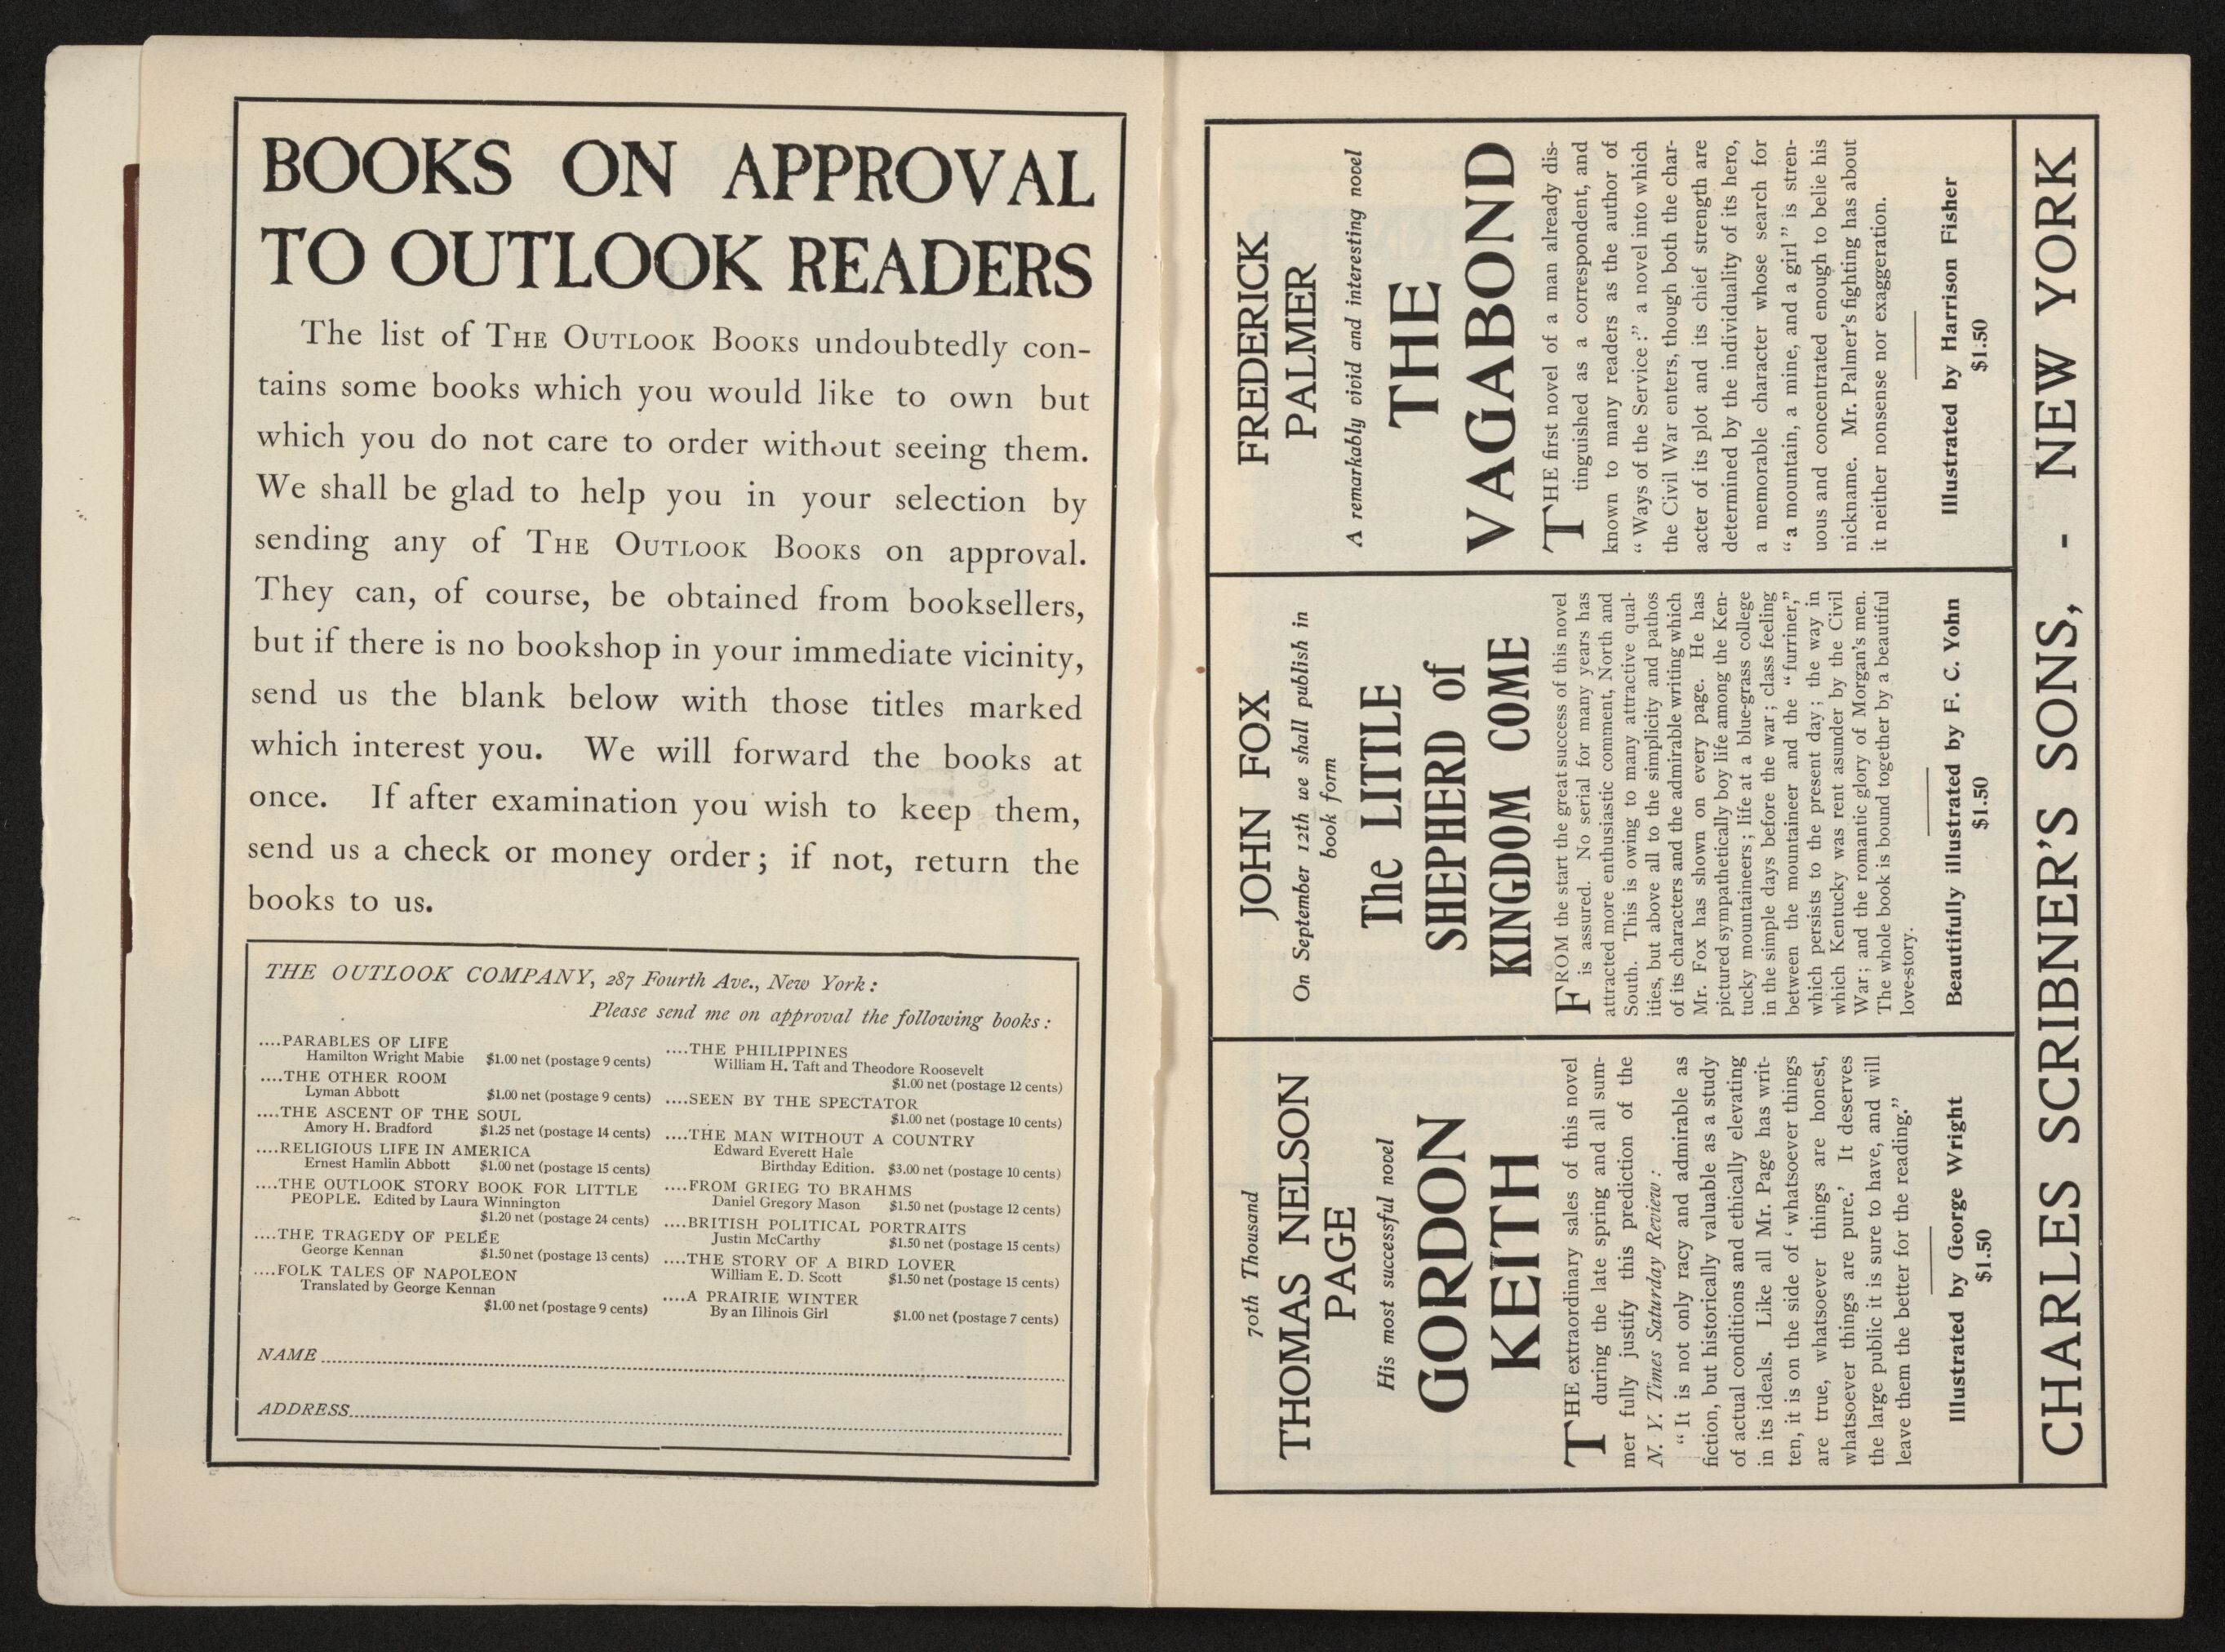 BOOKS ON APPROVAL
TO OUTLOOK READERS
The list of THE OUTLOOK BOOKS undoubtedly con-
tains some books which you would like to own but
which you do not care to order without seeing them.
We shall be glad to help you in your selection by
sending any of THE OUTLOOK BOOKS on approval.
They can, of course, be obtained from booksellers,
but if there is no bookshop in your immediate vicinity,
send us the blank below with those titles marked
which interest you. We will forward the books at
once. If after examination you wish to keep them,
send us a check or money order; if not, return the
books to us.
THE OUTLOOK COMPANY, 287 Fourth Ave., New York:
Please send me on approval the following books:
....PARABLES OF LIFE
Hamilton Wright Mabie $1.00 net (postage 9 cents)
....THE OTHER ROOM
Lyman Abbott $1.00 net (postage 9 cents)
....THE ASCENT OF THE SOUL
Amory H. Bradford $1.25 net (postage 14 cents)
....RELIGIOUS LIFE IN AMERICA
Ernest Hamlin Abbott $1.00 net (postage 15 cents)
....THE OUTLOOK STORY BOOK FOR LITTLE
PEOPLE. Edited by Laura Winnington
$1.20 net (postage 24 cents)
....THE TRAGEDY OF PELÉE
George Kennan $1.50 net (postage 13 cents)
....FOLK TALES OF NAPOLEON
Translated by George Kennan
$1.00 net (postage 9 cents)
....THE PHILIPPINES
William H. Taft and Theodore Roosevelt
$1.00 net (postage 12 cents)
....SEEN BY THE SPECTATOR
$1.00 net (postage 10 cents)
....THE MAN WITHOUT A COUNTRY
Edward Everett Hale
Birthday Edition. $3.00 net (postage 10 cents)
....FROM GRIEG TO BRAHMS
Daniel Gregory Mason $1.50 net (postage 12 cents)
....BRITISH POLITICAL PORTRAITS
Justin McCarthy $1.50 net (postage 15 cents)
....THE STORY OF A BIRD LOVER
William E. D. Scott $1.50 net (postage 15 cents)
....A PRAIRIE WINTER
By an Illinois Girl $1.00 net (postage 7 cents)
NAME
ADDRESS
70th Thousand
THOMAS NELSON
PAGE
His most successful novel
GORDON
KEITH
THE extraordinary sales of this novel
during the late spring and all sum-
mer fully justify this prediction of the
N. Y. Times Saturday Review:
"It is not only racy and admirable as
fiction, but historically valuable as a study
of actual conditions and ethically elevating
in its ideals. Like all Mr. Page has writ-
ten, it is on the side of 'whatsoever things
are true, whatsoever things are honest,
whatsoever things are pure.' It deserves
the large public it is sure to have, and will
leave them the better for the reading."
Illustrated by George Wright
$1.50
JOHN FOX
On September 12th we shall publish in
book form
The LITTLE
SHEPHERD of
KINGDOM COME
FROM the start the great success of this novel
is assured. No serial for many years has
attracted more enthusiastic comment, North and
South. This is owing to many attractive qual-
ities, but above all to the simplicity and pathos
of its characters and the admirable writing which
Mr. Fox has shown on every page. He has
pictured sympathetically boy life among the Ken-
tucky mountaineers; life at a blue-grass college
in the simple days before the war; class feeling
between the mountaineer and the "furriner,"
which persists to the present day; the way in
which Kentucky was rent asunder by the Civil
War; and the romantic glory of Morgan's men.
The whole book is bound together by a beautiful
love-story.
Beautifully illustrated by F. C. Yohn
$1.50
FREDERICK
PALMER
A remarkably vivid and interesting novel
THE
VAGABOND
THE first novel of a man already dis-
tinguished as a correspondent, and
known to many readers as the author of
"Ways of the Service:" a novel into which
the Civil War enters, though both the char-
acter of its plot and its chief strength are
determined by the individuality of its hero,
a memorable character whose search for
"a mountain, a mine, and a girl" is stren-
uous and concentrated enough to belie his
nickname. Mr. Palmer's fighting has about
it neither nonsense nor exaggeration.
Illustrated by Harrison Fisher
$1.50
CHARLES SCRIBNER'S SONS, - NEW YORK